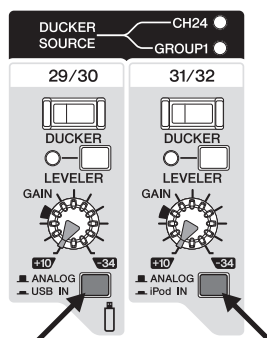 DUCKER SOURCE
CH24
GROUP1
29/30
31/32
DUCKER
DUCKER
LEVELER
LEVELER
GAIN
GAIN
+10
-34
+10
-34
ANALOG
ANALOG
USB IN
iPod IN